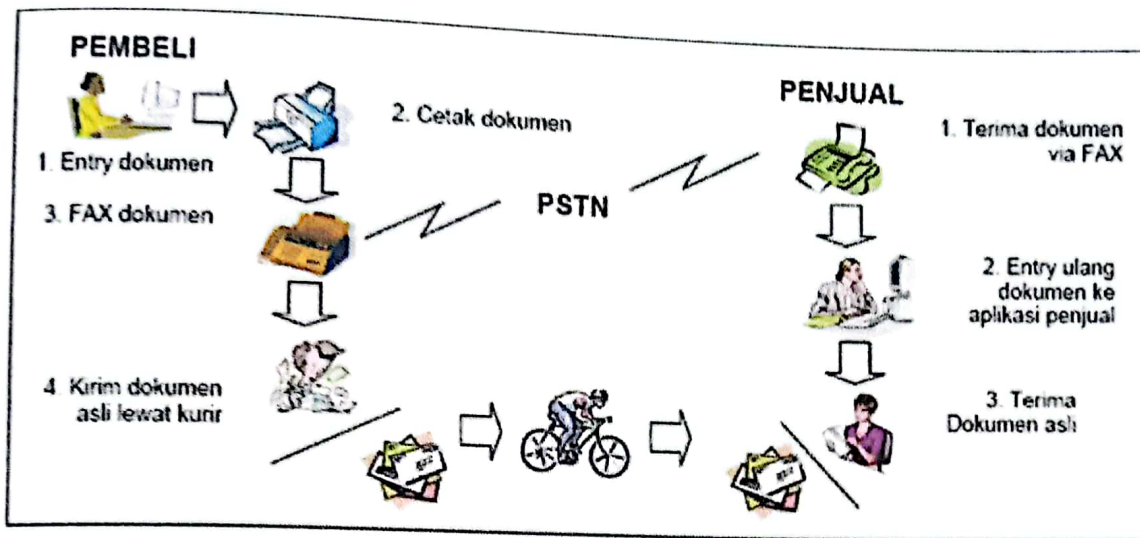 PEMBELI
1. Entry dokumen
2. Cetak dokumen
3. FAX dokumen
4. Kirim dokumen
asli lewat kurir
PSTN
PENJUAL
1. Terima dokumen
via FAX
2. Entry ulang
dokumen ke
aplikasi penjual
3. Terima
Dokumen asli